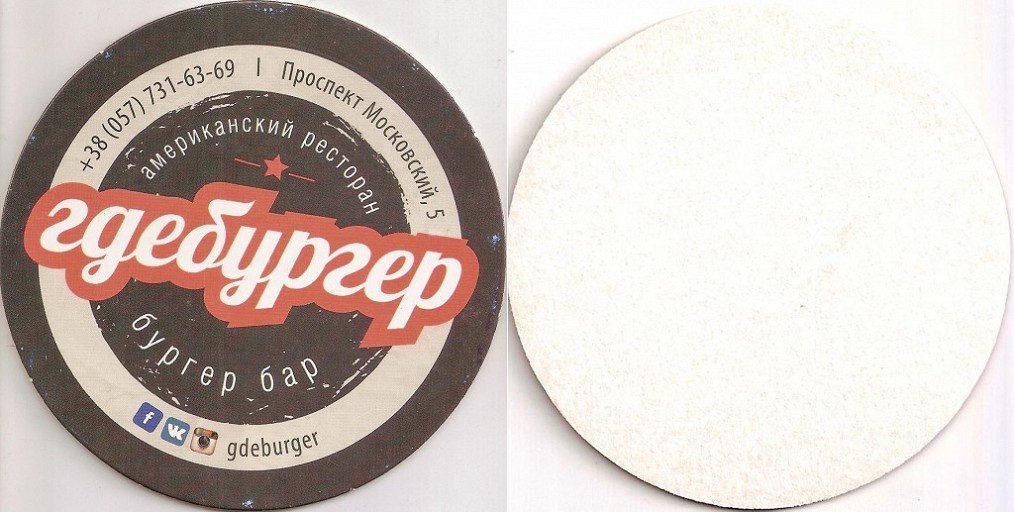 +38 (057) 731-63-69 | Проспект Московский, 5
американский ресторан
гдебургер
бургер бар
gdeburger